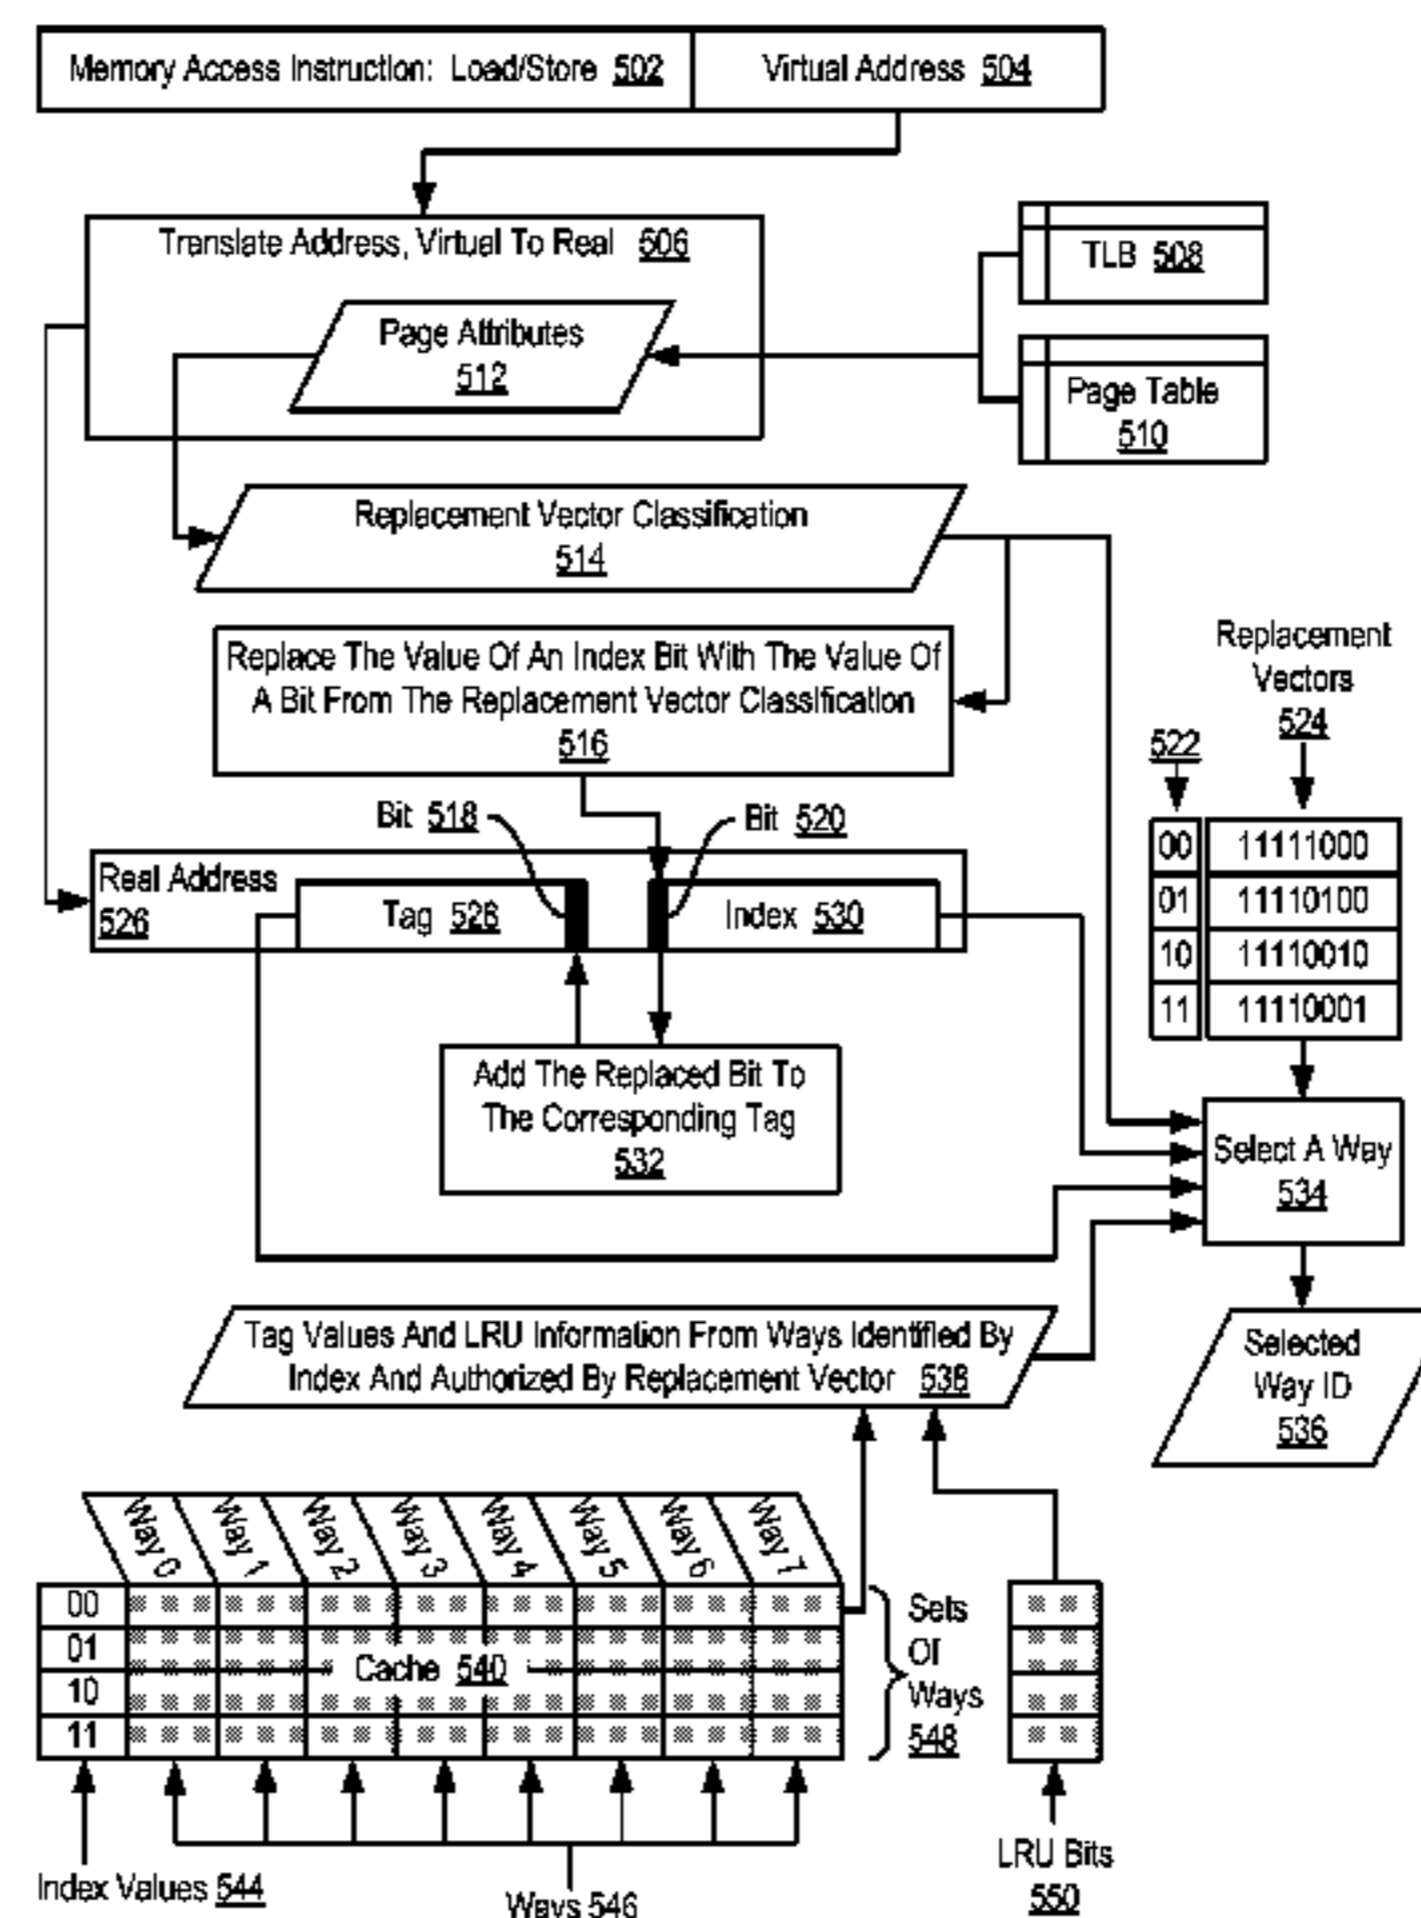 Memory Access Instruction: Load/Store 502
Virtual Address 504
Translate Address, Virtual To Real 506
TLB 508
Page Attributes
512
Page Table
510
Replacement Vector Classification
514
Replace The Value Of An Index Bit With The Value Of
A Bit From The Replacement Vector Classification
516
Replacement
Vectors
524
522
Bit 518
Bit 520
00 11111000
01 11110100
10 11110010
11 11110001
Real Address
526
Tag 528
Index 530
Add The Replaced Bit To
The Corresponding Tag
532
Select A Way
534
Tag Values And LRU Information From Ways Identified By
Index And Authorized By Replacement Vector 538
Selected
Way ID
536
Way 0
Way 1
Way 2
Way 3
Way 4
Way 5
Way 6
Way 7
00
01
10
11
Cache 540
Sets
Of
Ways
548
Index Values 544
Ways 546
LRU Bits
550